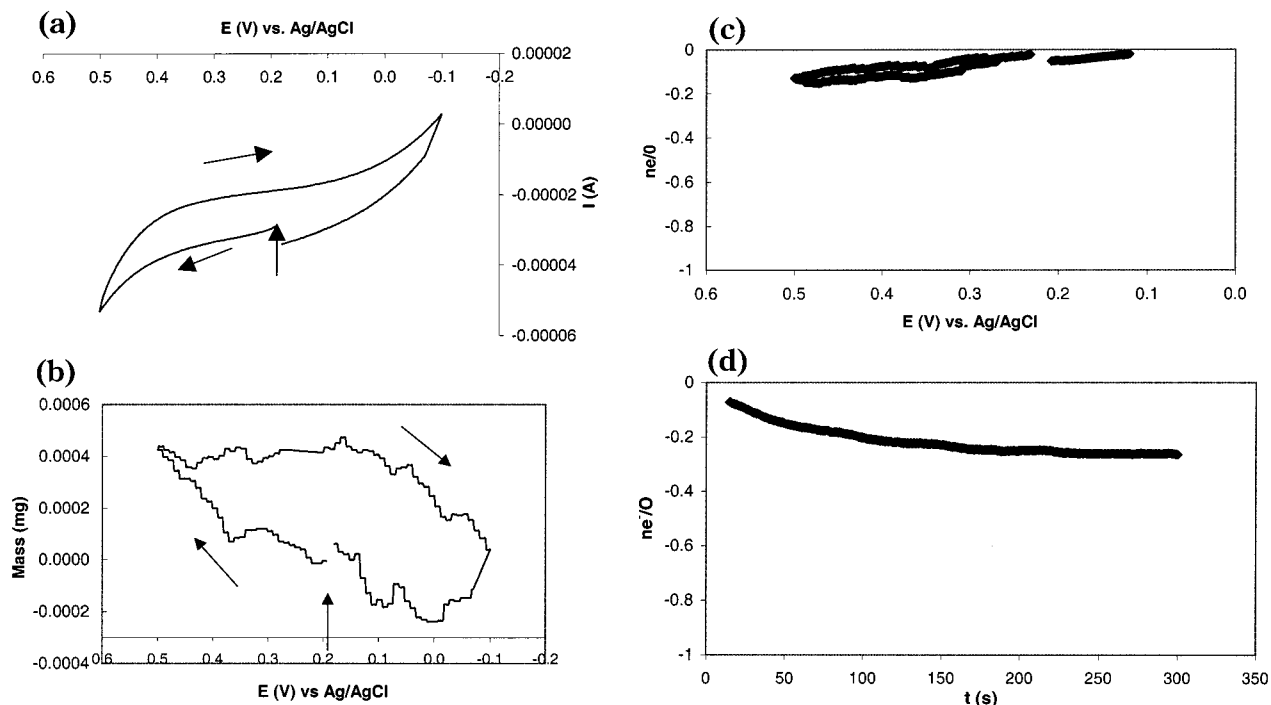 (a)
E (V) vs. Ag/AgCl
0.00002
0.6 0.5 0.4 0.3 0.2 0.1 0.0 -0.1 -0.2
0.00000
-0.00002
-0.00004
-0.00006
I (A)
(b)
0.0006
0.0004
0.0002
0.0000
-0.0002
-0.0004
Mass (mg)
0.6 0.5 0.4 0.3 0.2 0.1 0.0 -0.1 -0.2
E (V) vs Ag/AgCl
(c)
0
-0.2
-0.4
-0.6
-0.8
-1
ne/0
0.6 0.5 0.4 0.3 0.2 0.1 0.0
E (V) vs. Ag/AgCl
(d)
0
-0.2
-0.4
-0.6
-0.8
-1
ne⁻/O
0 50 100 150 200 250 300 350
t (s)